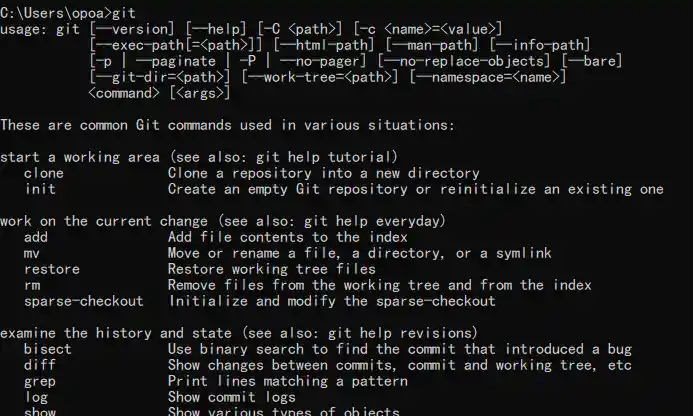 C:\Users\opoa>git
usage: git [--version] [--help] [-C <path>] [-c <name>=<value>]
           [--exec-path[=<path>]] [--html-path] [--man-path] [--info-path]
           [-p | --paginate | -P | --no-pager] [--no-replace-objects] [--bare]
           [--git-dir=<path>] [--work-tree=<path>] [--namespace=<name>]
           <command> [<args>]

These are common Git commands used in various situations:

start a working area (see also: git help tutorial)
   clone             Clone a repository into a new directory
   init              Create an empty Git repository or reinitialize an existing one

work on the current change (see also: git help everyday)
   add               Add file contents to the index
   mv                Move or rename a file, a directory, or a symlink
   restore           Restore working tree files
   rm                Remove files from the working tree and from the index
   sparse-checkout   Initialize and modify the sparse-checkout

examine the history and state (see also: git help revisions)
   bisect            Use binary search to find the commit that introduced a bug
   diff              Show changes between commits, commit and working tree, etc
   grep              Print lines matching a pattern
   log               Show commit logs
   show              Show various types of objects